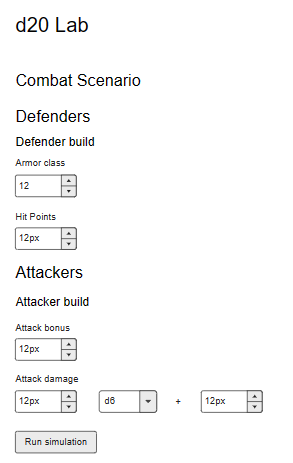 d20 Lab
Combat Scenario
Defenders
Defender build
Armor class
12
Hit Points
12px
Attackers
Attacker build
Attack bonus
12px
Attack damage
12px d6 + 12px
Run simulation